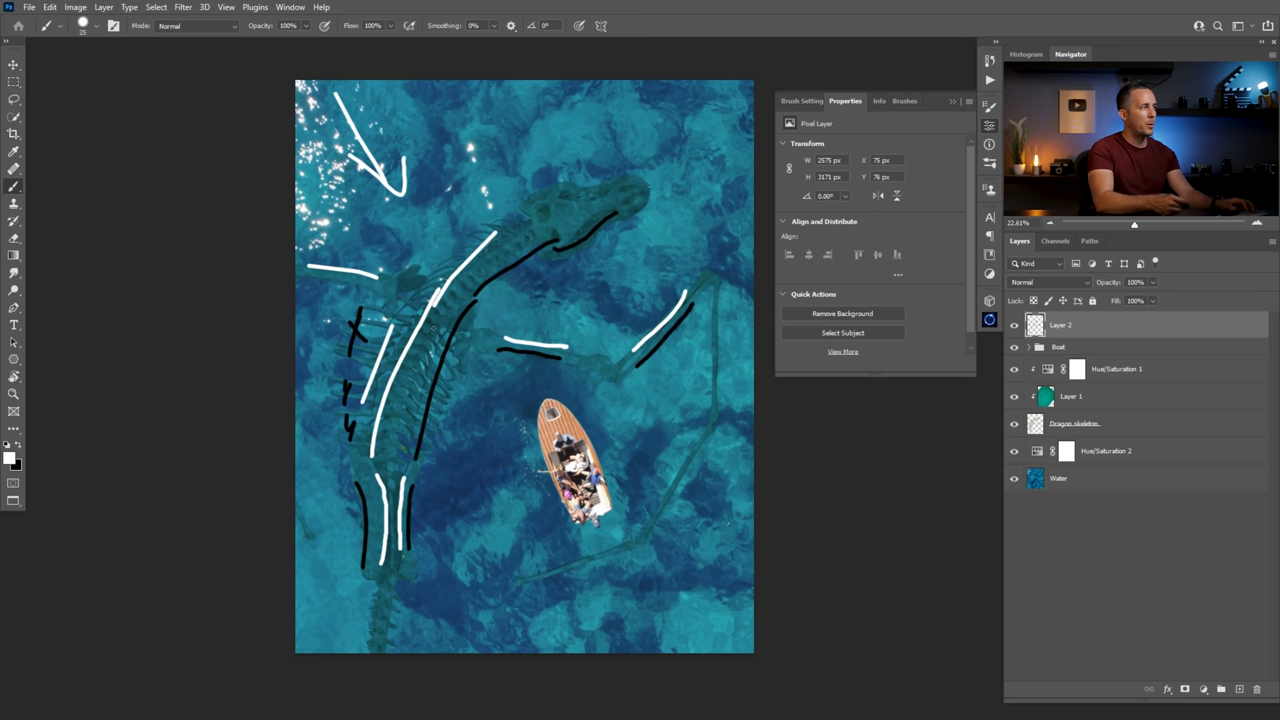 Ps File Edit Image Layer Type Select Filter 3D View Plugins Window Help
25 Mode: Normal Opacity: 100% Flow: 100% Smoothing: 0% 0°
Histogram Navigator
22.61%
Brush Setting Properties Info Brushes
Pixel Layer
Transform
W 2575 px X 75 px
H 3171 px Y 76 px
0.00°
Align and Distribute
Align:
Quick Actions
Remove Background
Select Subject
View More
Layers Channels Paths
Kind
Normal Opacity: 100%
Lock: Fill: 100%
Layer 2
Boat
Hue/Saturation 1
Layer 1
Dragon skeleton
Hue/Saturation 2
Water